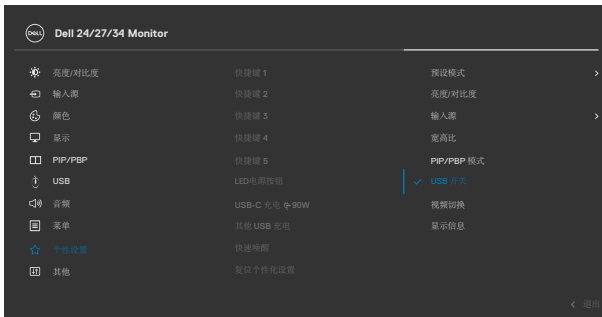 DELL
Dell 24/27/34 Monitor
亮度/对比度
输入源
颜色
显示
PIP/PBP
USB
音频
菜单
个性设置
其他
快捷键 1
快捷键 2
快捷键 3
快捷键 4
快捷键 5
LED电源按钮
USB-C 充电 90W
其他 USB 充电
快速唤醒
复位个性化设置
预设模式
亮度/对比度
输入源
宽高比
PIP/PBP 模式
USB 开关
视频切换
显示信息
退出